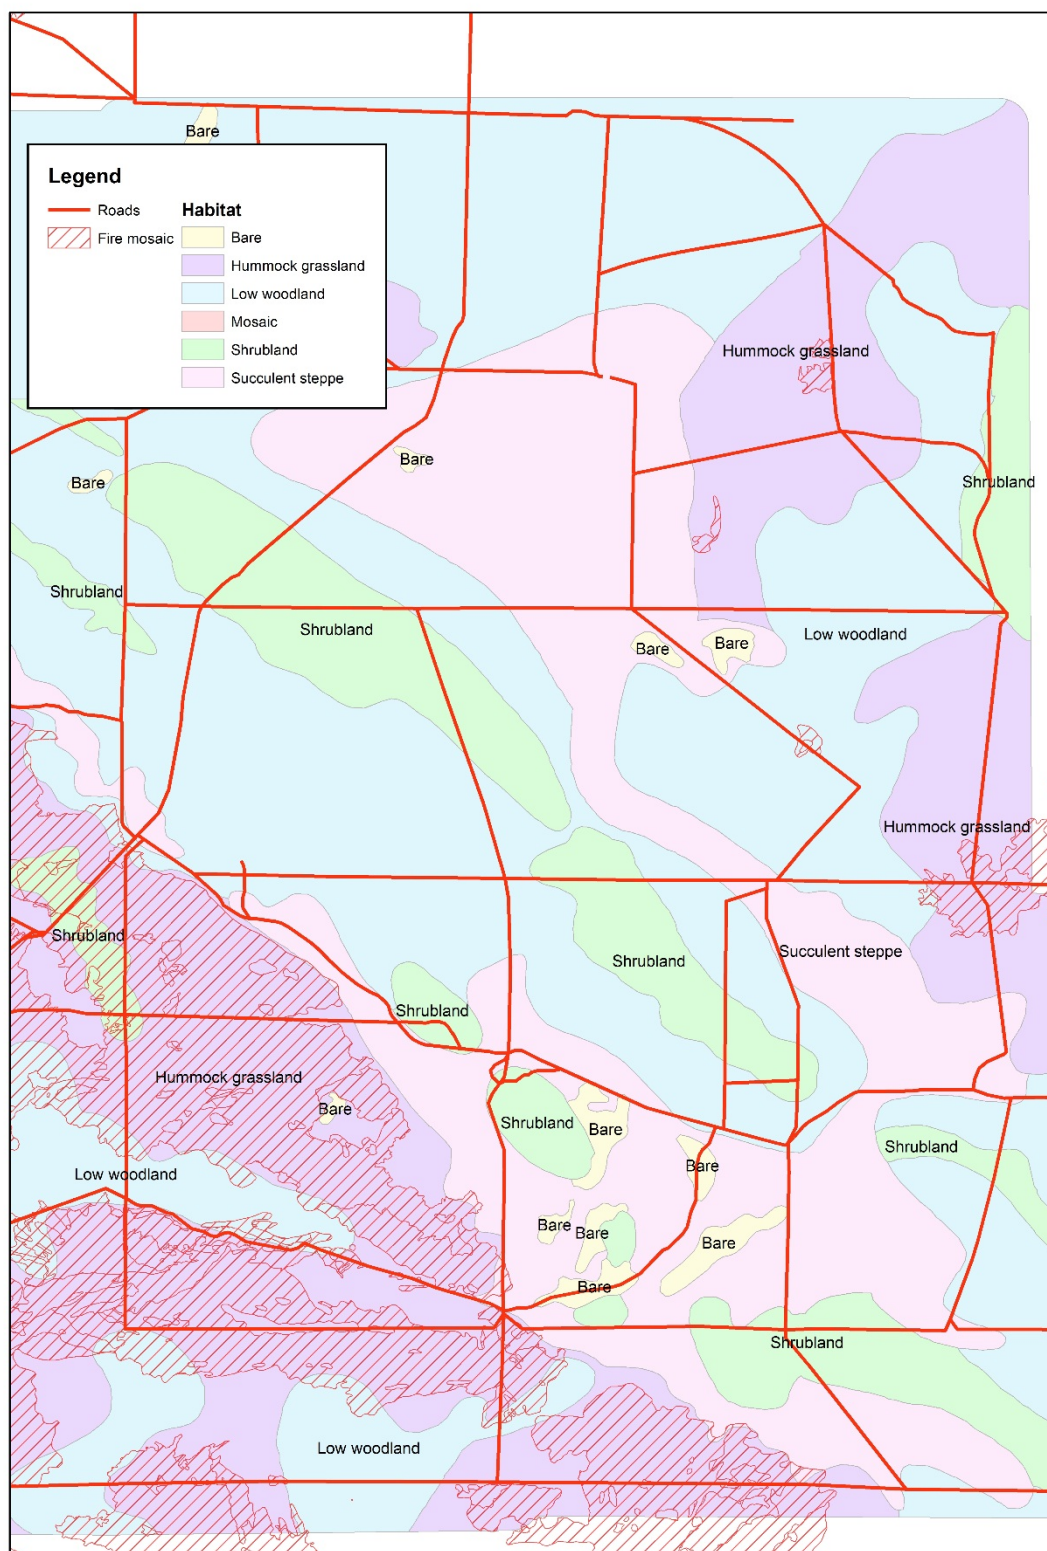 Bare
Legend
Roads
Habitat
Fire mosaic
Bare
Hummock grassland
Low woodland
Mosaic
Shrubland
Succulent steppe
Hummock grassland
Bare
Bare
Shrubland
Shrubland
Shrubland
Low woodland
Bare
Bare
Hummock grassland
Shrubland
Succulent steppe
Shrubland
Shrubland
Hummock grassland
Bare
Shrubland
Bare
Shrubland
Bare
Low woodland
Bare
Bare
Bare
Bare
Shrubland
Low woodland